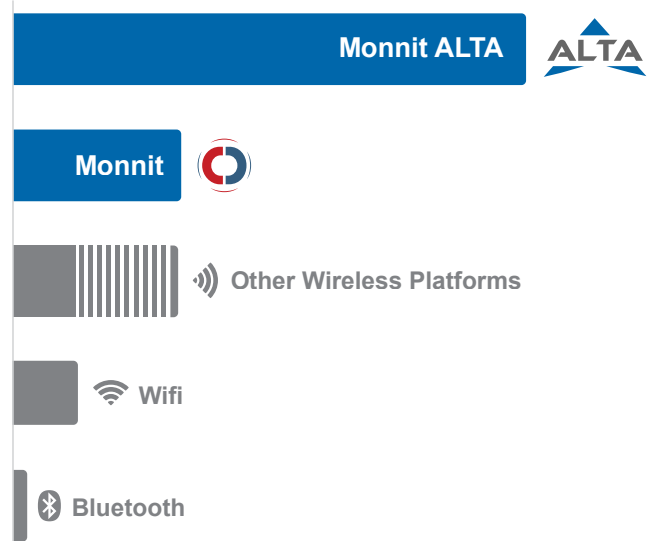 Monnit ALTA
ALTA
Monnit
Other Wireless Platforms
Wifi
Bluetooth